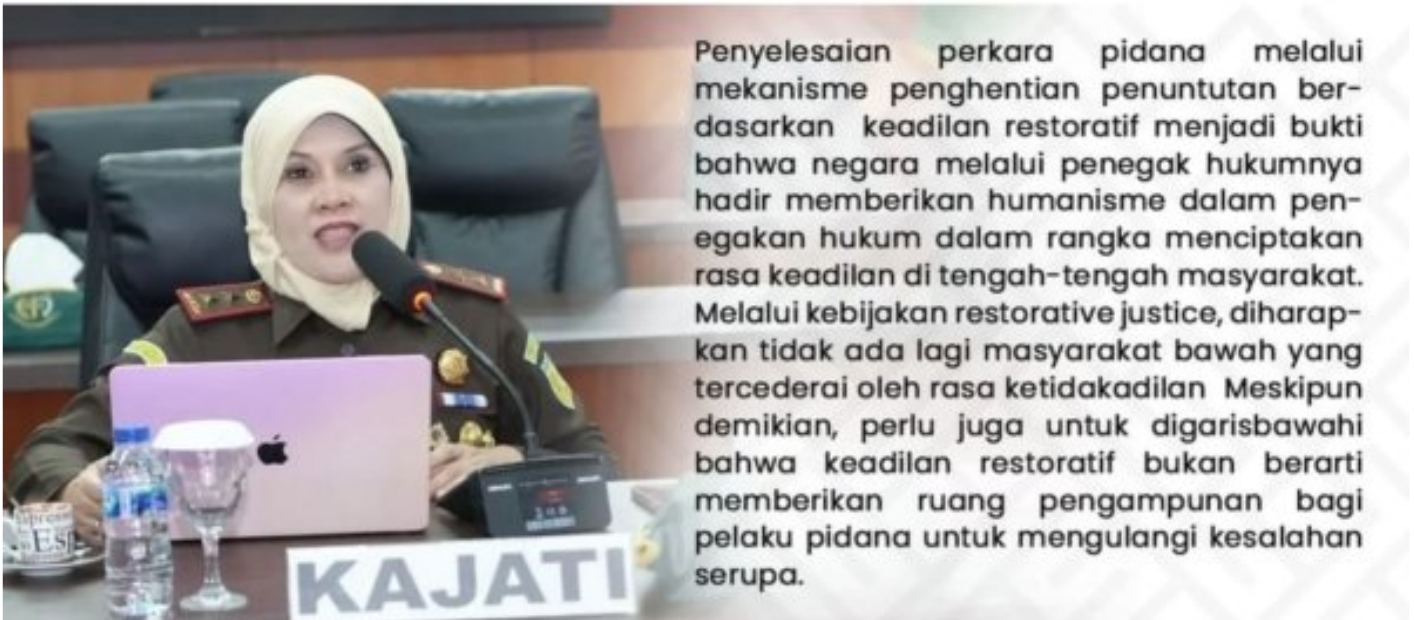 Penyelesaian perkara pidana melalui
mekanisme penghentian penuntutan ber-
dasarkan keadilan restoratif menjadi bukti
bahwa negara melalui penegak hukumnya
hadir memberikan humanisme dalam pen-
egakan hukum dalam rangka menciptakan
rasa keadilan di tengah-tengah masyarakat.
Melalui kebijakan restorative justice, diharap-
kan tidak ada lagi masyarakat bawah yang
tercederai oleh rasa ketidakadilan Meskipun
demikian, perlu juga untuk digarisbawahi
bahwa keadilan restoratif bukan berarti
memberikan ruang pengampunan bagi
pelaku pidana untuk mengulangi kesalahan
serupa.
KAJATI